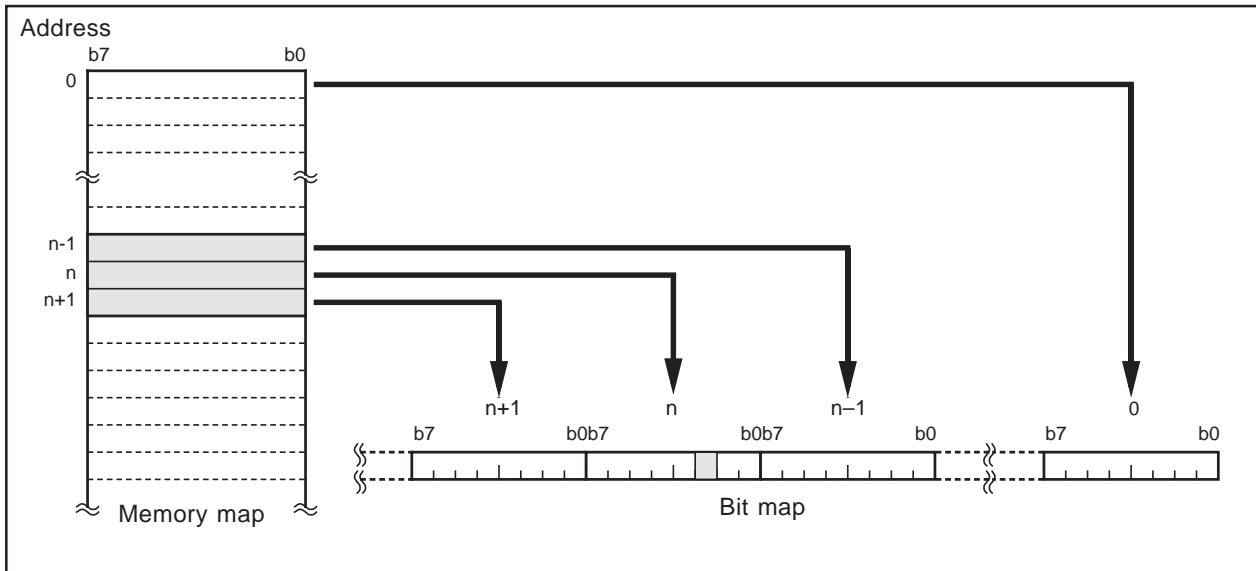 Address
b7 b0
0
n-1
n
n+1
n+1 n n–1 0
b7 b0b7 b0b7 b0 b7 b0
Memory map
Bit map